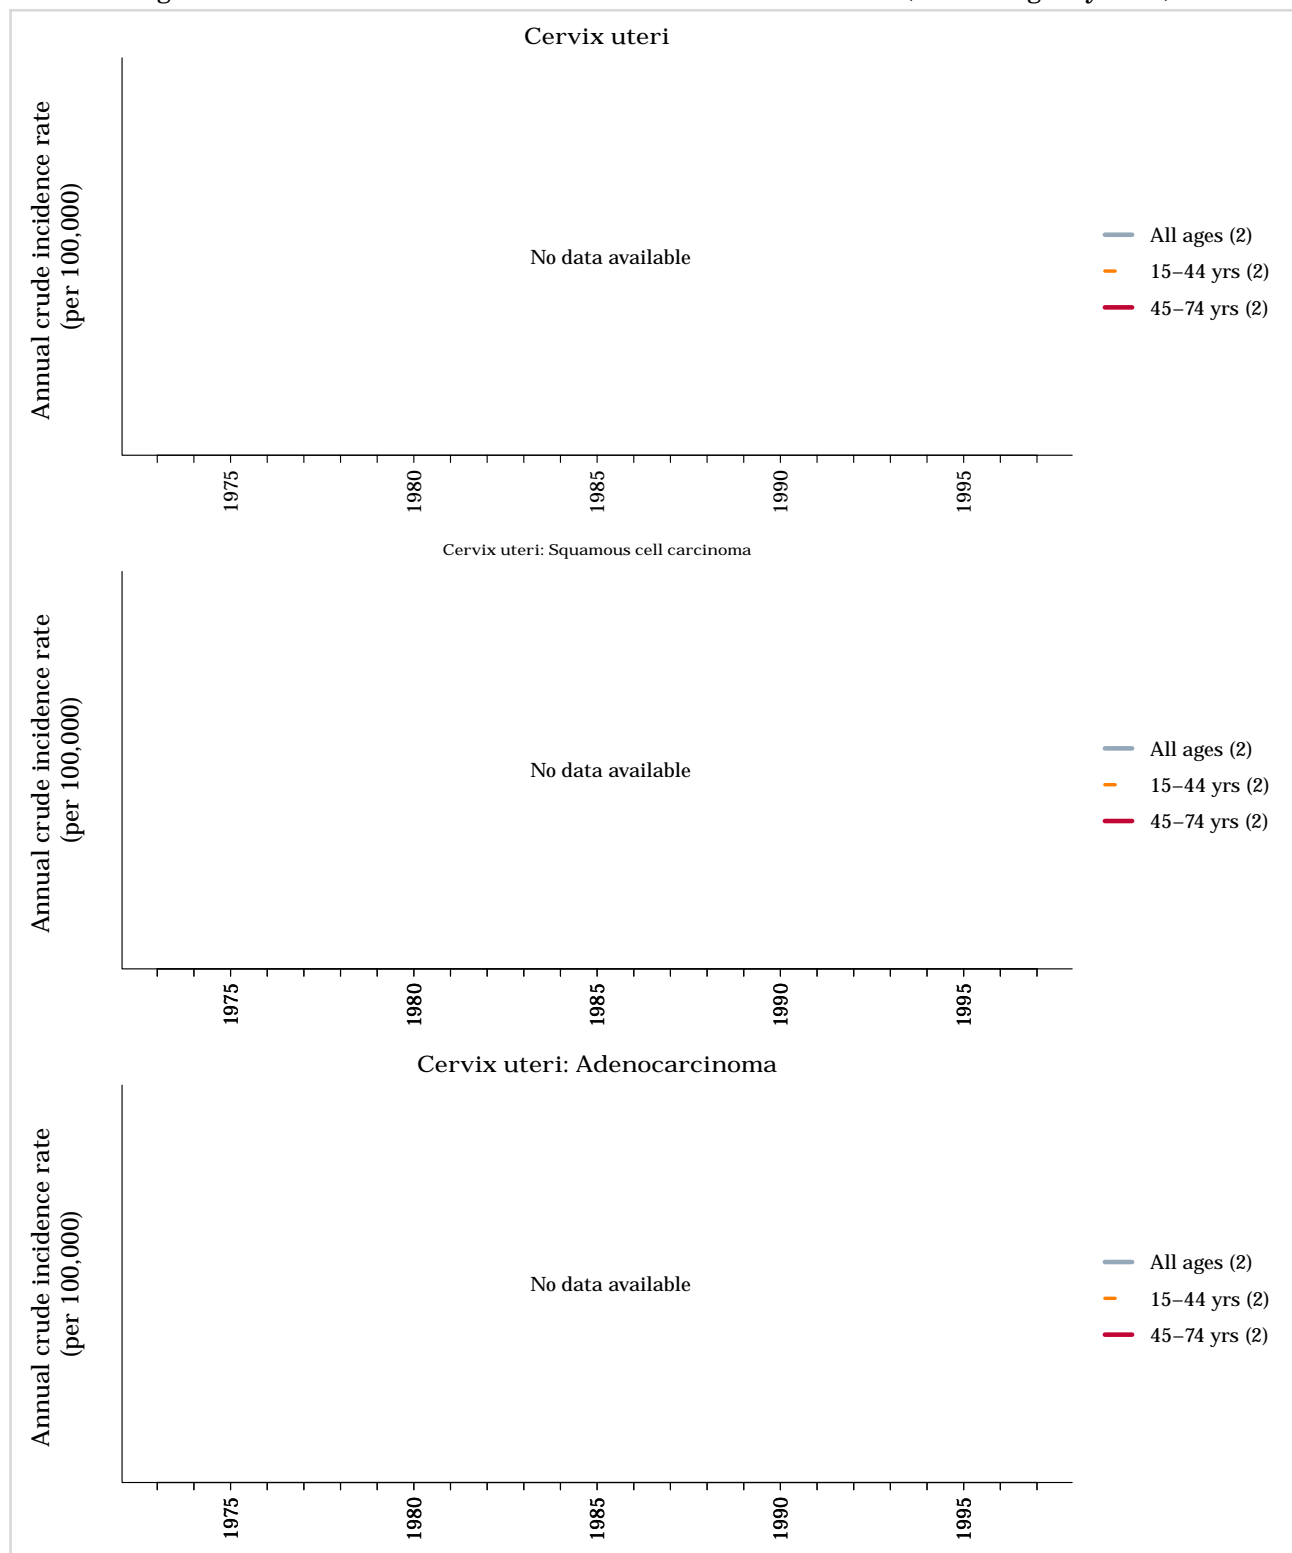 Cervix uteri
Annual crude incidence rate
(per 100,000)
No data available
All ages (2)
15–44 yrs (2)
45–74 yrs (2)
1975
1980
1985
1990
1995
Cervix uteri: Squamous cell carcinoma
Annual crude incidence rate
(per 100,000)
No data available
All ages (2)
15–44 yrs (2)
45–74 yrs (2)
1975
1980
1985
1990
1995
Cervix uteri: Adenocarcinoma
Annual crude incidence rate
(per 100,000)
No data available
All ages (2)
15–44 yrs (2)
45–74 yrs (2)
1975
1980
1985
1990
1995